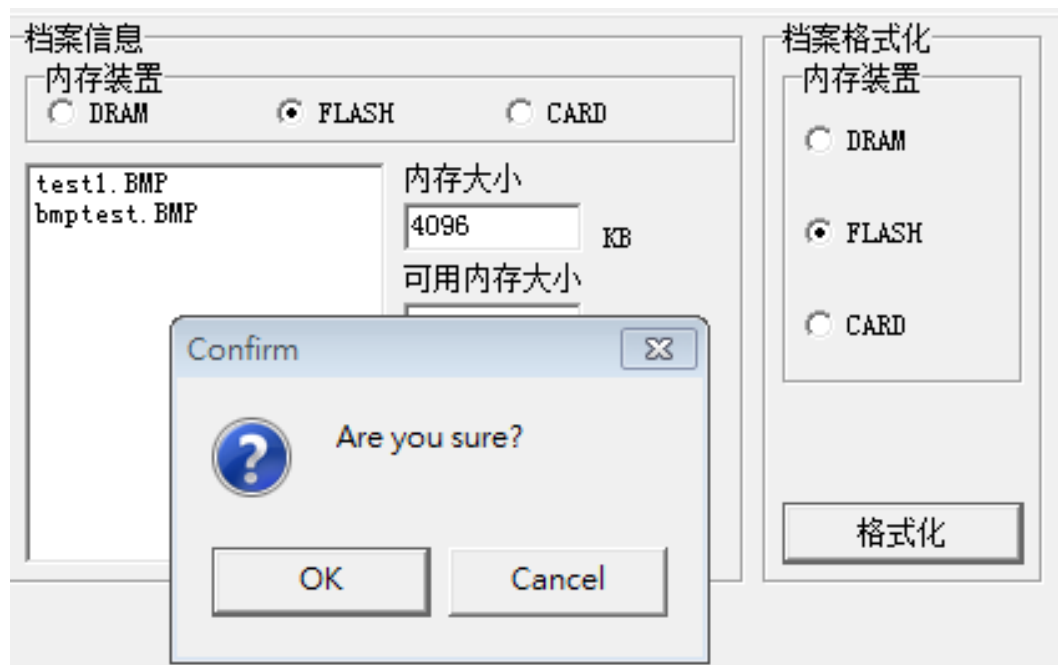 档案信息
内存装置
DRAM FLASH CARD
test1.BMP
bmptest.BMP
内存大小
4096 KB
可用内存大小
Confirm
Are you sure?
OK Cancel
档案格式化
内存装置
DRAM
FLASH
CARD
格式化